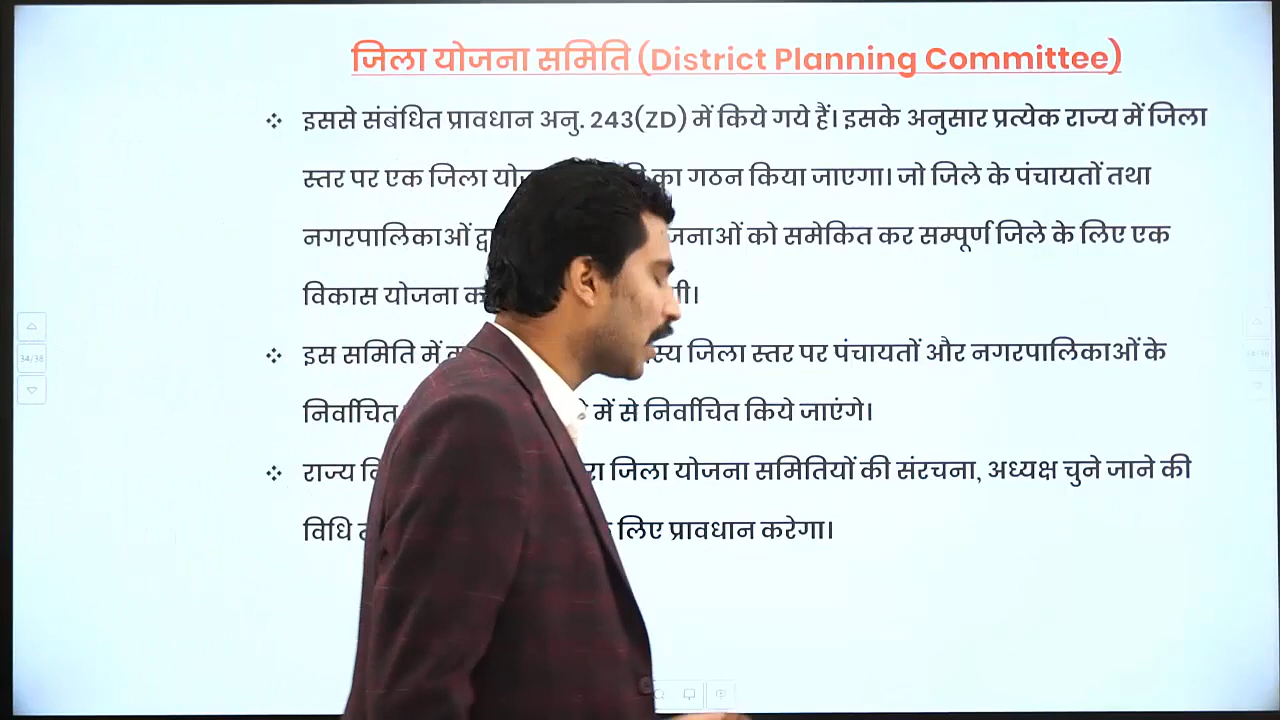 जिला योजना समिति (District Planning Committee)
❖ इससे संबंधित प्रावधान अनु. 243(ZD) में किये गये हैं। इसके अनुसार प्रत्येक राज्य में जिला
स्तर पर एक जिला का गठन किया जाएगा। जो जिले के पंचायतों तथा
नगरपालिकाओं को समेकित कर सम्पूर्ण जिले के लिए एक
विकास योजना
❖ इस समिति में जिला स्तर पर पंचायतों और नगरपालिकाओं के
निर्वाचित में से निर्वाचित किये जाएंगे।
❖ राज्य जिला योजना समितियों की संरचना, अध्यक्ष चुने जाने की
विधि लिए प्रावधान करेगा।
34/38